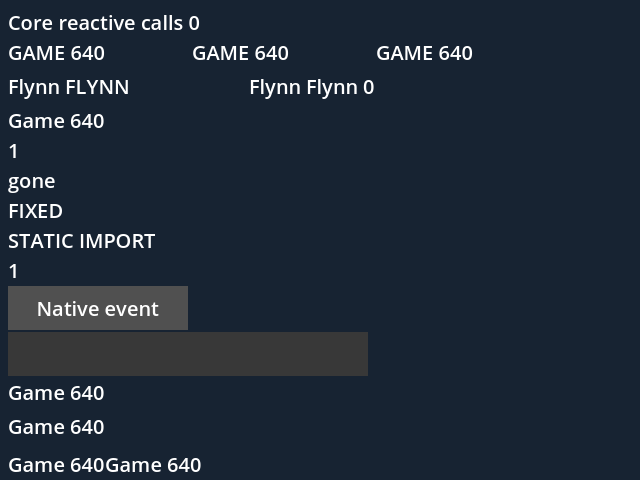 Core reactive calls 0
GAME 640 GAME 640 GAME 640
Flynn FLYNN Flynn Flynn 0
Game 640
1
gone
FIXED
STATIC IMPORT
1
Native event
Game 640
Game 640
Game 640Game 640